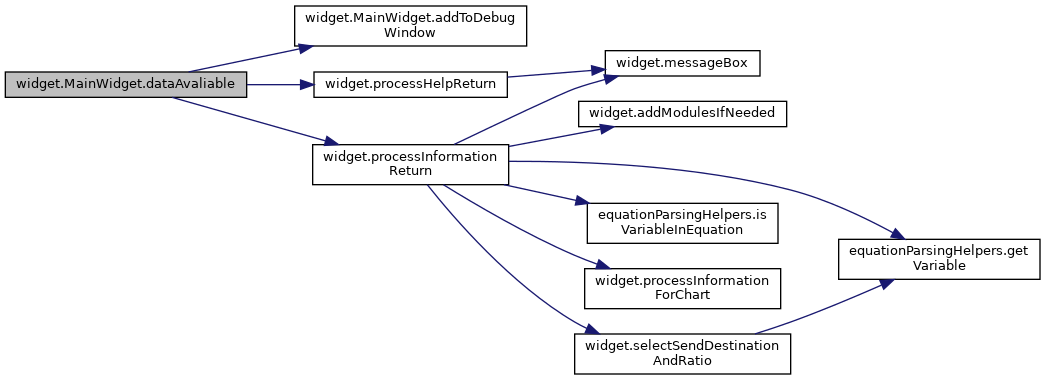 widget.MainWidget.addToDebug
Window
widget.MainWidget.dataAvaliable
widget.processHelpReturn
widget.messageBox
widget.addModulesIfNeeded
widget.processInformation
Return
equationParsingHelpers.is
VariableInEquation
equationParsingHelpers.get
Variable
widget.processInformation
ForChart
widget.selectSendDestination
AndRatio